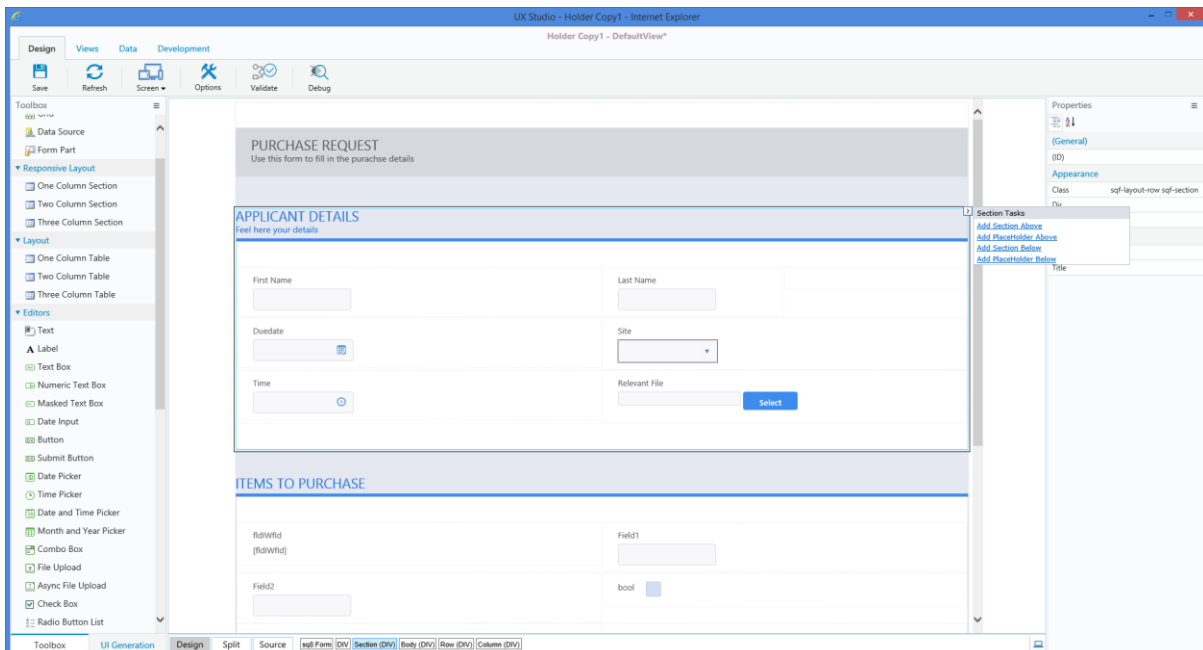 UX Studio - Holder Copy1 - Internet Explorer
Holder Copy1 - DefaultView*
Design Views Data Development
Save Refresh Screen Options Validate Debug
Toolbox
Grid
Data Source
Form Part
Responsive Layout
One Column Section
Two Column Section
Three Column Section
Layout
One Column Table
Two Column Table
Three Column Table
Editors
Text
Label
Text Box
Numeric Text Box
Masked Text Box
Date Input
Button
Submit Button
Date Picker
Time Picker
Date and Time Picker
Month and Year Picker
Combo Box
File Upload
Async File Upload
Check Box
Radio Button List
Toolbox UI Generation
PURCHASE REQUEST
Use this form to fill in the purachse details
APPLICANT DETAILS
Feel here your details
First Name Last Name
Duedate Site
Time Relevant File
Select
ITEMS TO PURCHASE
fldIWfId Field1
[fldIWfId]
Field2 bool
Design Split Source sq8:Form DIV Section (DIV) Body (DIV) Row (DIV) Column (DIV)
Section Tasks
Add Section Above
Add PlaceHolder Above
Add Section Below
Add PlaceHolder Below
Properties
(General)
(ID)
Appearance
Class sqf-layout-row sqf-section
Dir
Title